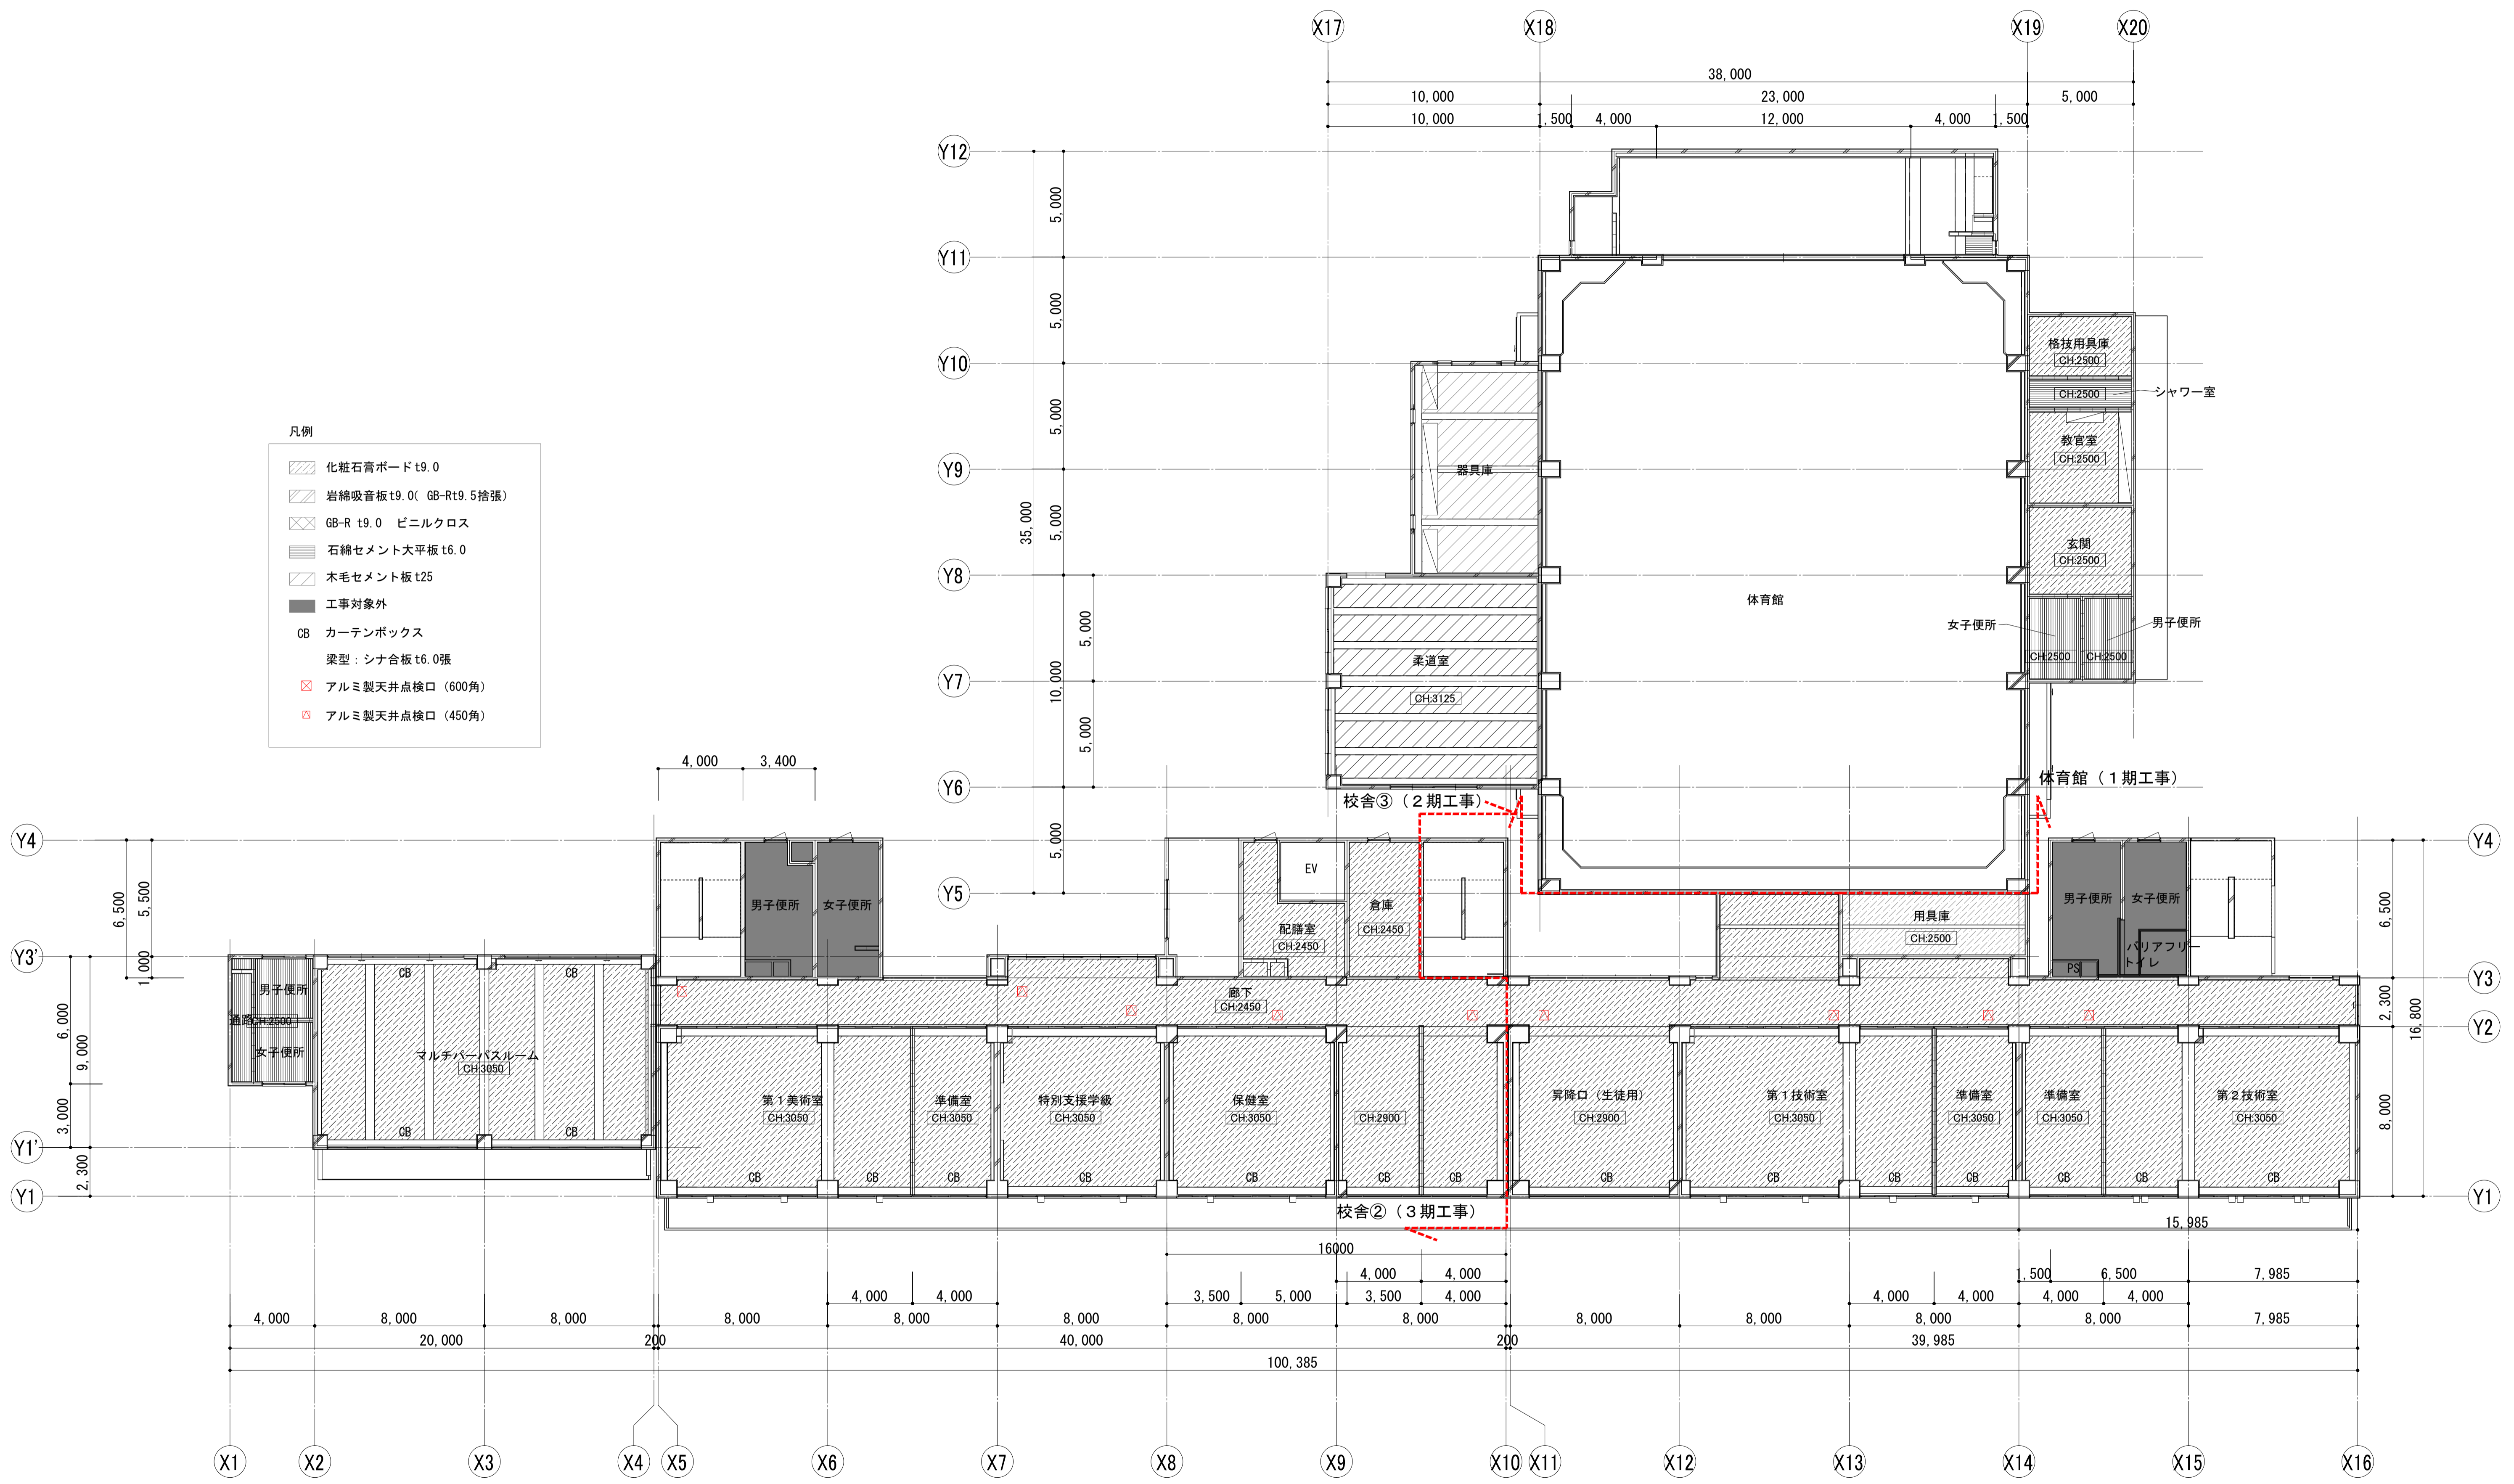 X17 X18 X19 X20
38,000
10,000 23,000 5,000
10,000 1,500 4,000 12,000 4,000 1,500
Y12
5,000
Y11
5,000
Y10
5,000
Y9
5,000
35,000
Y8
5,000
10,000
Y7
5,000
Y6
5,000
Y5
格技用具庫
CH:2500
シャワー室
CH:2500
教官室
CH:2500
器具庫
玄関
CH:2500
体育館
女子便所
男子便所
CH:2500 CH:2500
柔道室
CH:3125
凡例
化粧石膏ボードt9.0
岩綿吸音板t9.0( GB-Rt9.5捨張)
GB-R t9.0 ビニルクロス
石綿セメント大平板t6.0
木毛セメント板t25
工事対象外
CB カーテンボックス
梁型：シナ合板t6.0張
アルミ製天井点検口 (600角)
アルミ製天井点検口 (450角)
4,000 3,400
体育館（１期工事）
校舎③（２期工事）
Y4
Y4
6,500 5,500
1,000
男子便所 女子便所
EV
配膳室
CH:2450
倉庫
CH:2450
用具庫
CH:2500
男子便所 女子便所
バリアフリー
トイレ
PS
6,500
Y3'
Y3
2,300
16,800
Y2
8,000
6,000
9,000
3,000
Y1'
2,300
Y1
Y1
男子便所
通路
CH:2500
女子便所
CB CB
マルチパーパスルーム
CH:3050
CB CB
廊下
CH:2450
第１美術室
CH:3050
準備室
CH:3050
特別支援学級
CH:3050
保健室
CH:3050
CH:2900
昇降口（生徒用）
CH:2900
第１技術室
CH:3050
準備室
CH:3050
準備室
CH:3050
第２技術室
CH:3050
CB CB CB CB CB CB CB CB CB CB CB CB CB CB
校舎②（３期工事）
15,985
16000
4,000 4,000 1,500 6,500 7,985
4,000 4,000 3,500 5,000 3,500 4,000 4,000 4,000 4,000 4,000
4,000 8,000 8,000 8,000 8,000 8,000 8,000 8,000 8,000 8,000 8,000 8,000 7,985
20,000 200 40,000 200 39,985
100,385
X1 X2 X3 X4 X5 X6 X7 X8 X9 X10 X11 X12 X13 X14 X15 X16